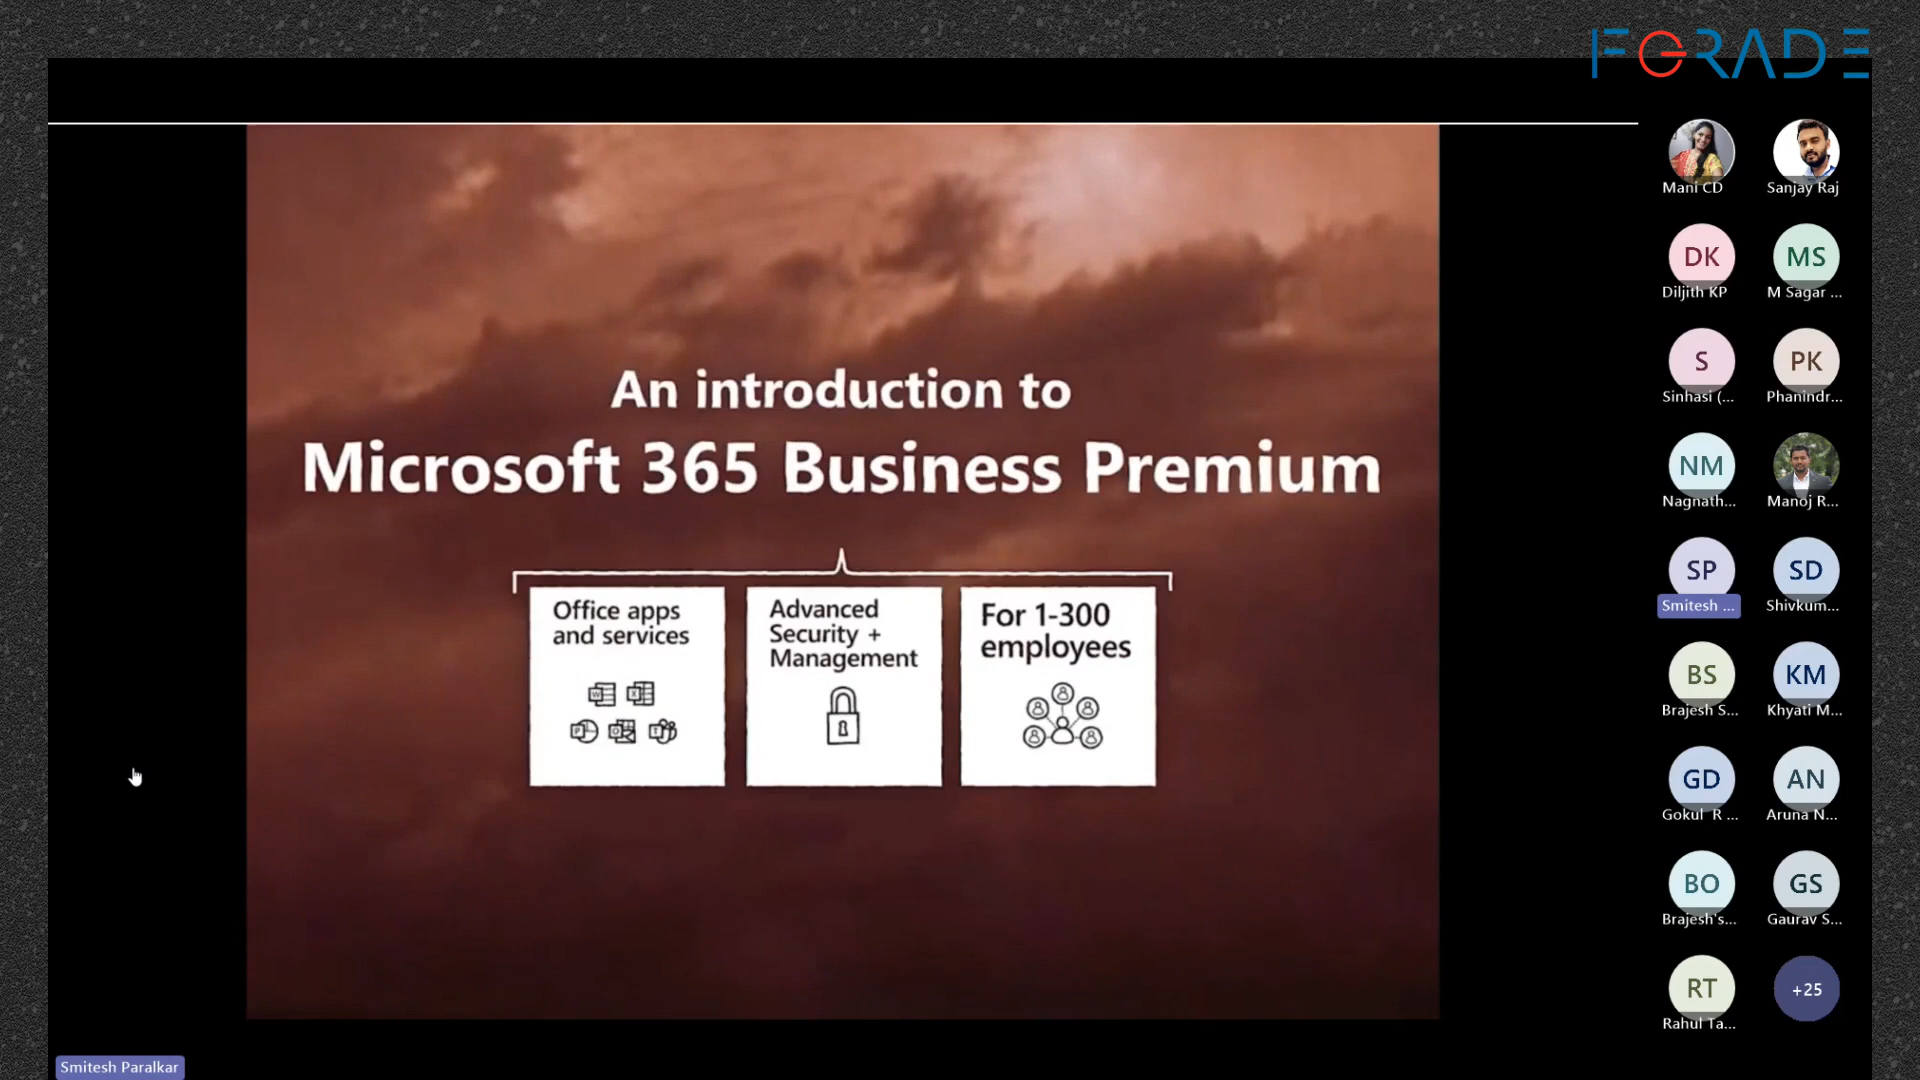 FGRADE
An introduction to
Microsoft 365 Business Premium
Office apps
and services
Advanced
Security +
Management
For 1-300
employees
Mani CD
Sanjay Raj
DK
MS
Diljith KP
M Sagar ...
S
PK
Sinhasi (...
Phanindr...
NM
Nagnath...
Manoj R...
SP
SD
Smitesh ...
Shivkum...
BS
KM
Brajesh S...
Khyati M...
GD
AN
Gokul R ...
Aruna N...
BO
GS
Brajesh's...
Gaurav S...
RT
+25
Rahul Ta...
Smitesh Paralkar